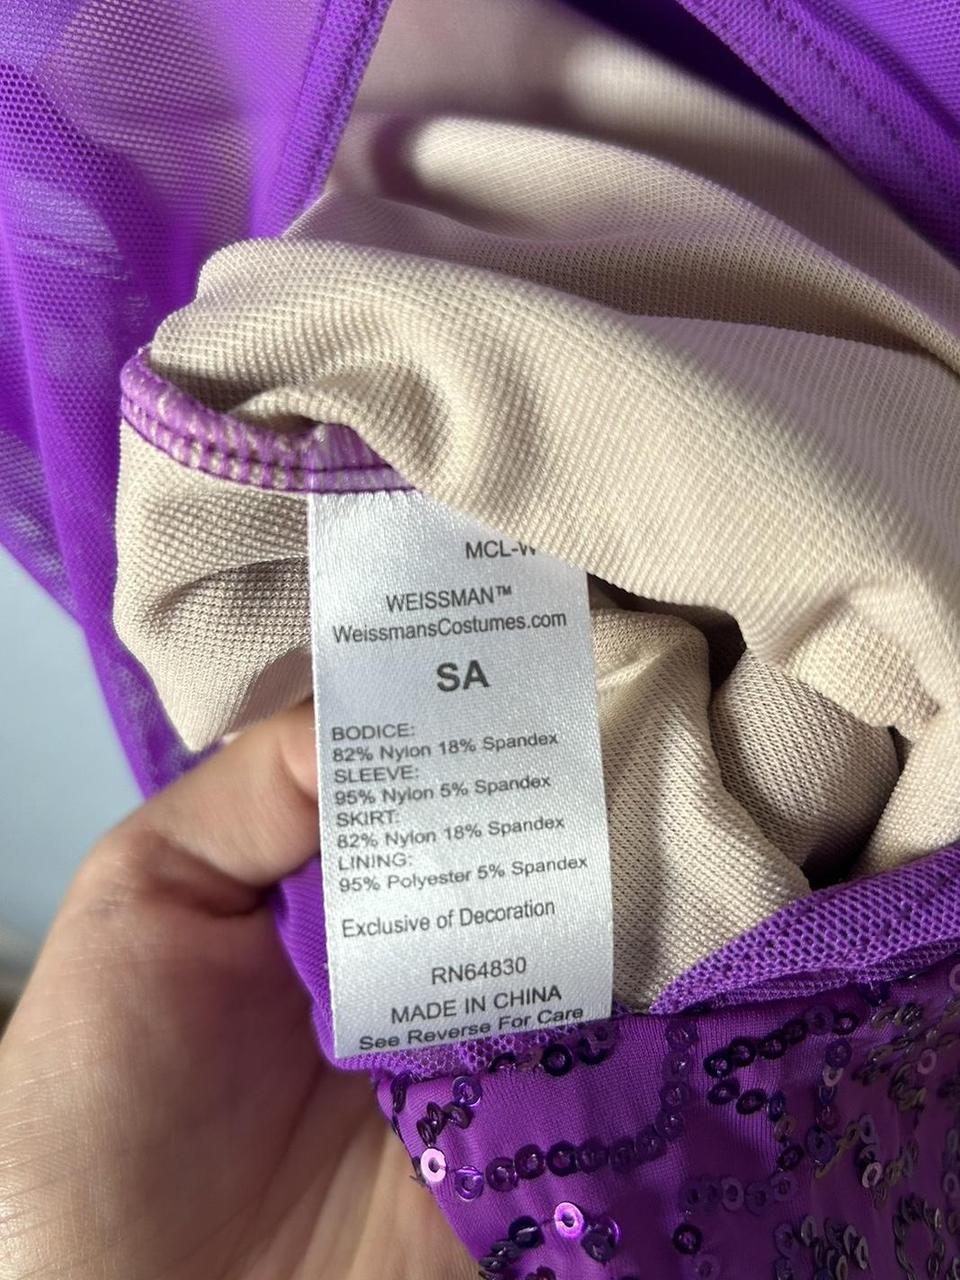 MCL-W
WEISSMAN™
WeissmansCostumes.com
SA
BODICE:
82% Nylon 18% Spandex
SLEEVE:
95% Nylon 5% Spandex
SKIRT:
82% Nylon 18% Spandex
LINING:
95% Polyester 5% Spandex
Exclusive of Decoration
RN64830
MADE IN CHINA
See Reverse For Care